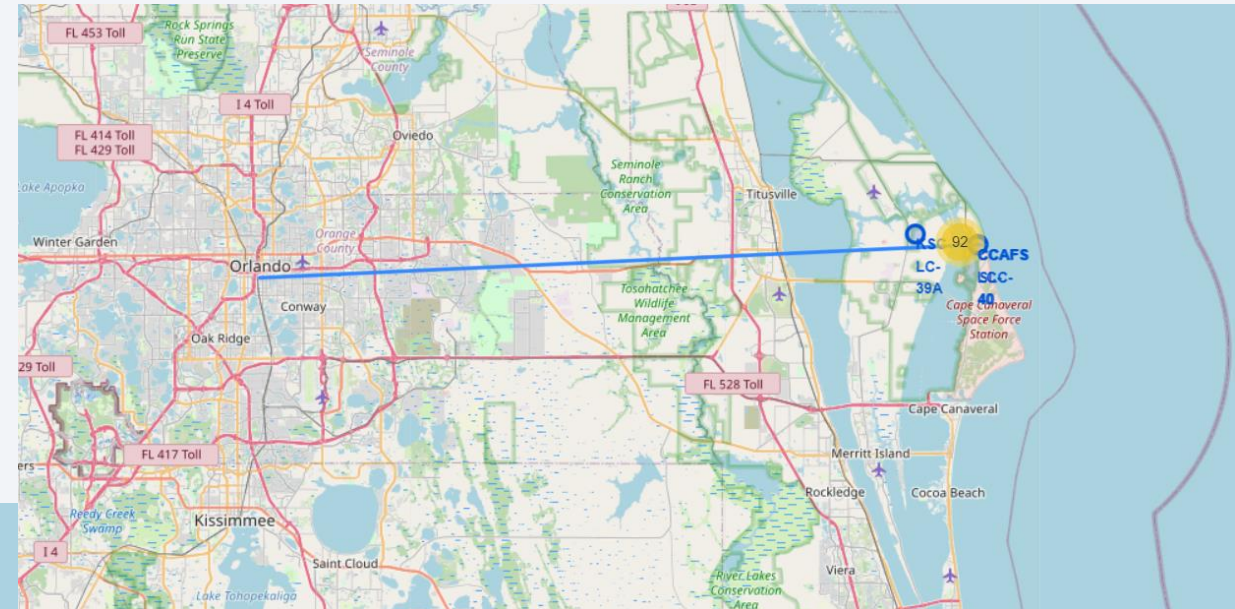 FL 453 Toll
Rock Springs
Run State
Preserve
Seminole
County
I 4 Toll
FL 414 Toll
FL 429 Toll
Oviedo
Lake Apopka
Seminole
Ranch
Conservation
Area
Titusville
Winter Garden
Orange
County
Orlando
92
KSC
LC-
39A
CCAFS
40
Conway
Tosohatchee
Wildlife
Management
Area
Cape Canaveral
Space Force
Station
Oak Ridge
29 Toll
FL 528 Toll
Cape Canaveral
FL 417 Toll
ers
Merritt Island
Rockledge
Cocoa Beach
Reedy Creek
Swamp
Kissimmee
I 4
Saint Cloud
Viera
Lake Tohopekaliga
River Lakes
Conservation
Area